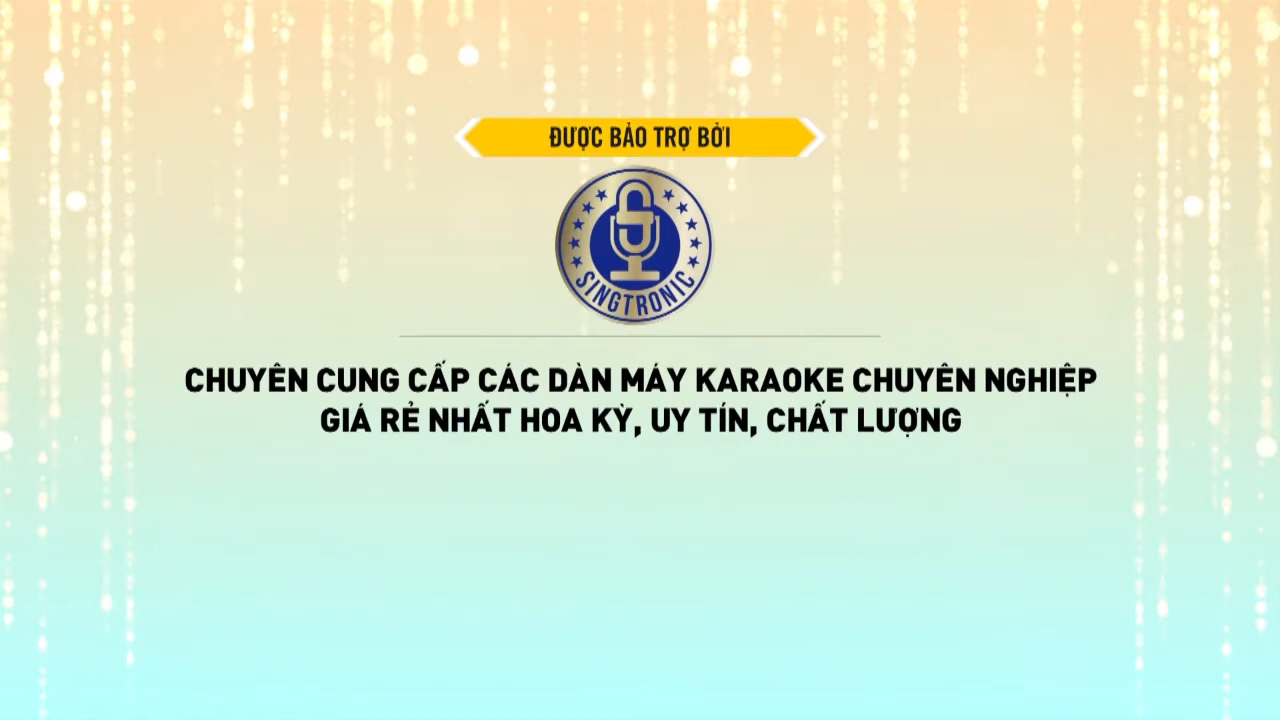 ĐƯỢC BẢO TRỢ BỞI
SINGTRONIC
CHUYÊN CUNG CẤP CÁC DÀN MÁY KARAOKE CHUYÊN NGHIỆP
GIÁ RẺ NHẤT HOA KỲ, UY TÍN, CHẤT LƯỢNG